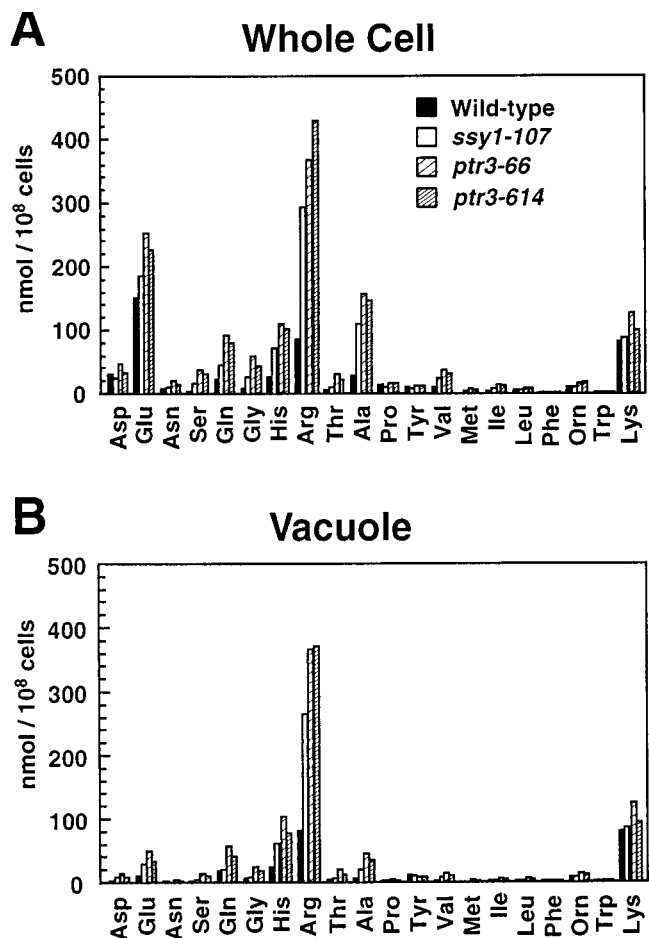 A
Whole Cell
500
400
300
200
100
0
nmol / 10⁸ cells
Wild-type
ssy1-107
ptr3-66
ptr3-614
Asp Glu Asn Ser Gln Gly His Arg Thr Ala Pro Tyr Val Met Ile Leu Phe Orn Trp Lys
B
Vacuole
500
400
300
200
100
0
nmol / 10⁸ cells
Asp Glu Asn Ser Gln Gly His Arg Thr Ala Pro Tyr Val Met Ile Leu Phe Orn Trp Lys